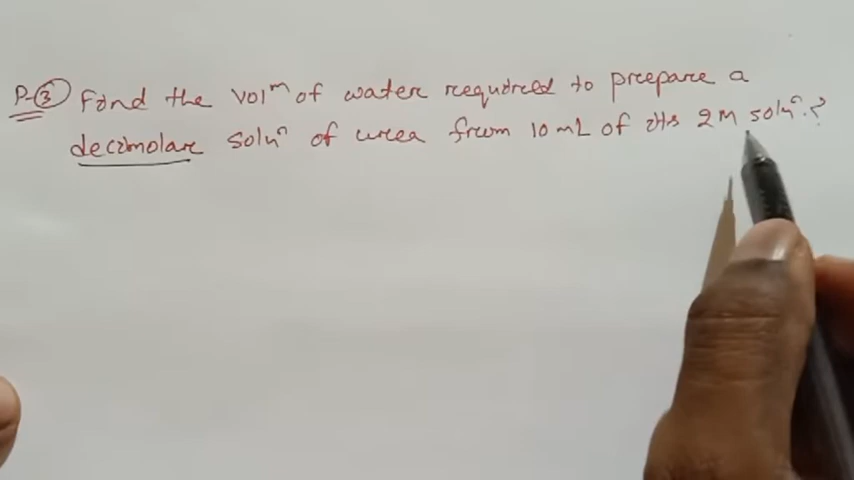 P-③ Find the volᵐ of water required to prepare a
decimolar solⁿ of urea from 10 mL of its 2M solⁿ.?